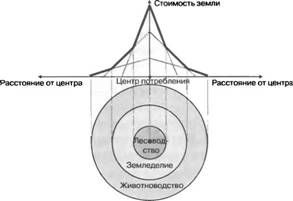 Стоимость земли
Расстояние от центра
Центр потребления
Расстояние от центра
Лесовод-
ство
Земледелие
Животноводство